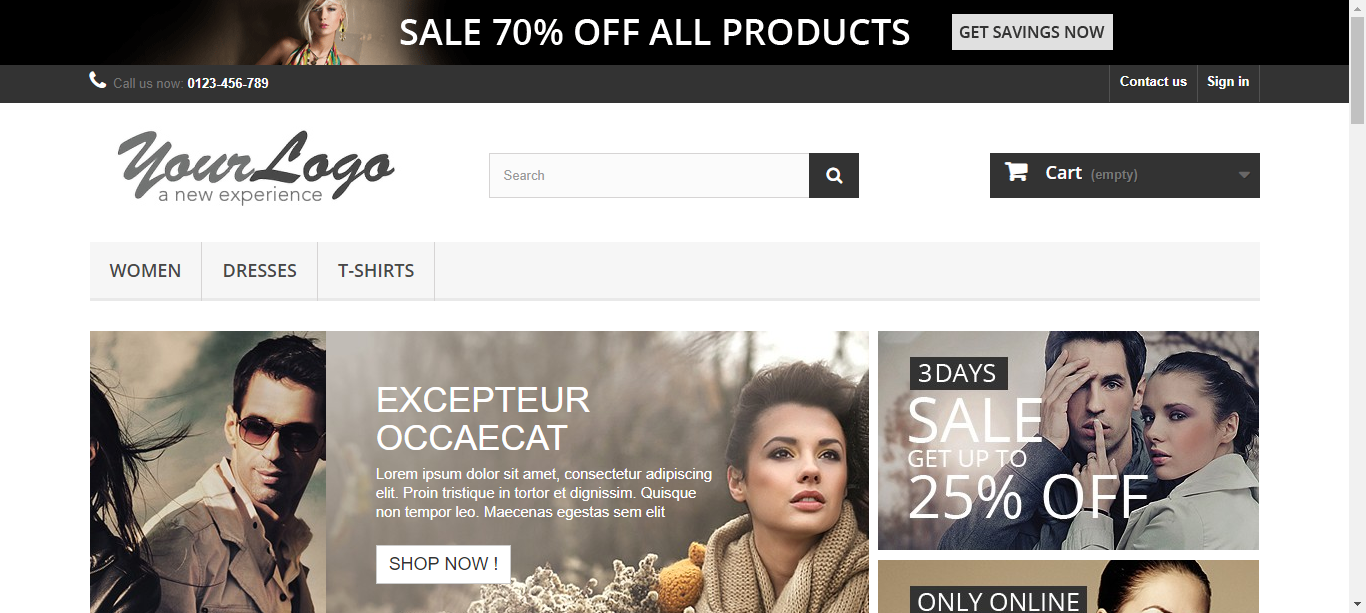 SALE 70% OFF ALL PRODUCTS
GET SAVINGS NOW
Call us now: 0123-456-789
Contact us
Sign in
YourLogo
a new experience
Search
Cart (empty)
WOMEN
DRESSES
T-SHIRTS
EXCEPTEUR
OCCAECAT
Lorem ipsum dolor sit amet, consectetur adipiscing
elit. Proin tristique in tortor et dignissim. Quisque
non tempor leo. Maecenas egestas sem elit
SHOP NOW !
3 DAYS
SALE
GET UP TO
25% OFF
ONLY ONLINE